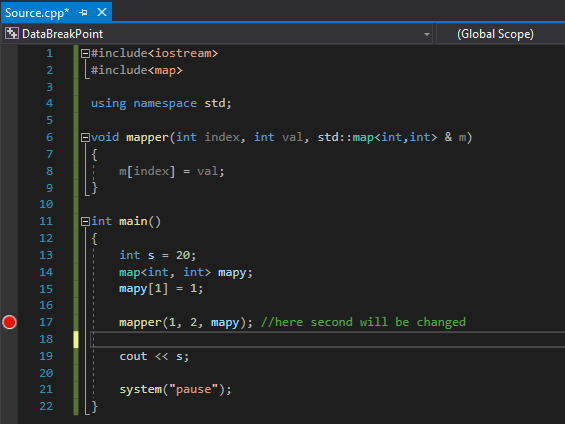 Source.cpp*
DataBreakPoint (Global Scope)
1 #include<iostream>
2 #include<map>
3
4 using namespace std;
5
6 void mapper(int index, int val, std::map<int,int> & m)
7 {
8 m[index] = val;
9 }
10
11 int main()
12 {
13 int s = 20;
14 map<int, int> mapy;
15 mapy[1] = 1;
16
17 mapper(1, 2, mapy); //here second will be changed
18
19 cout << s;
20
21 system("pause");
22 }